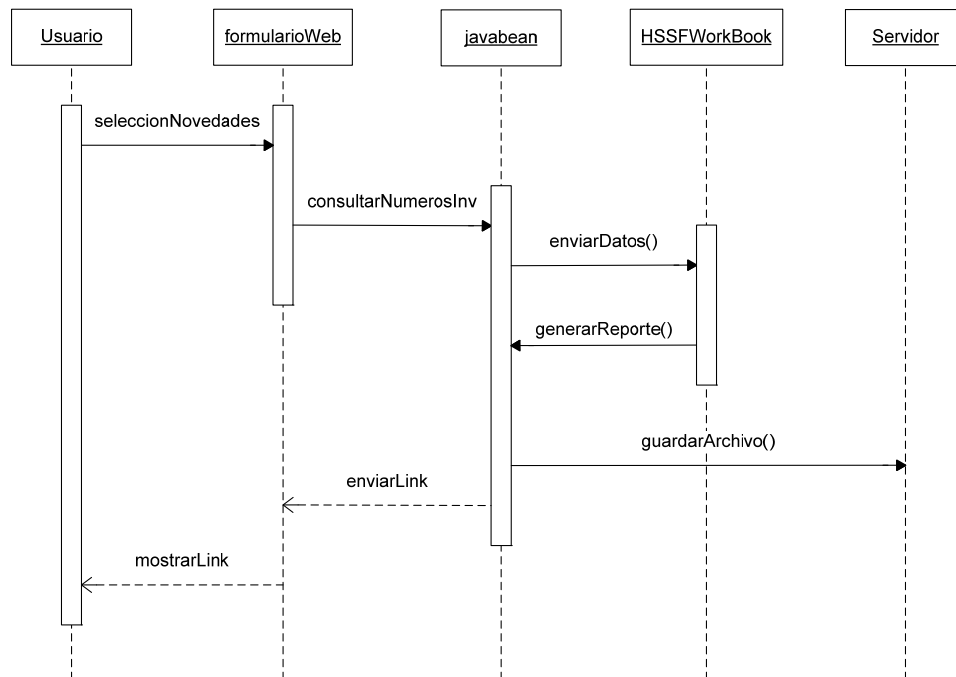 Usuario
formularioWeb
javabean
HSSFWorkBook
Servidor
seleccionNovedades
consultarNumerosInv
enviarDatos()
generarReporte()
guardarArchivo()
enviarLink
mostrarLink